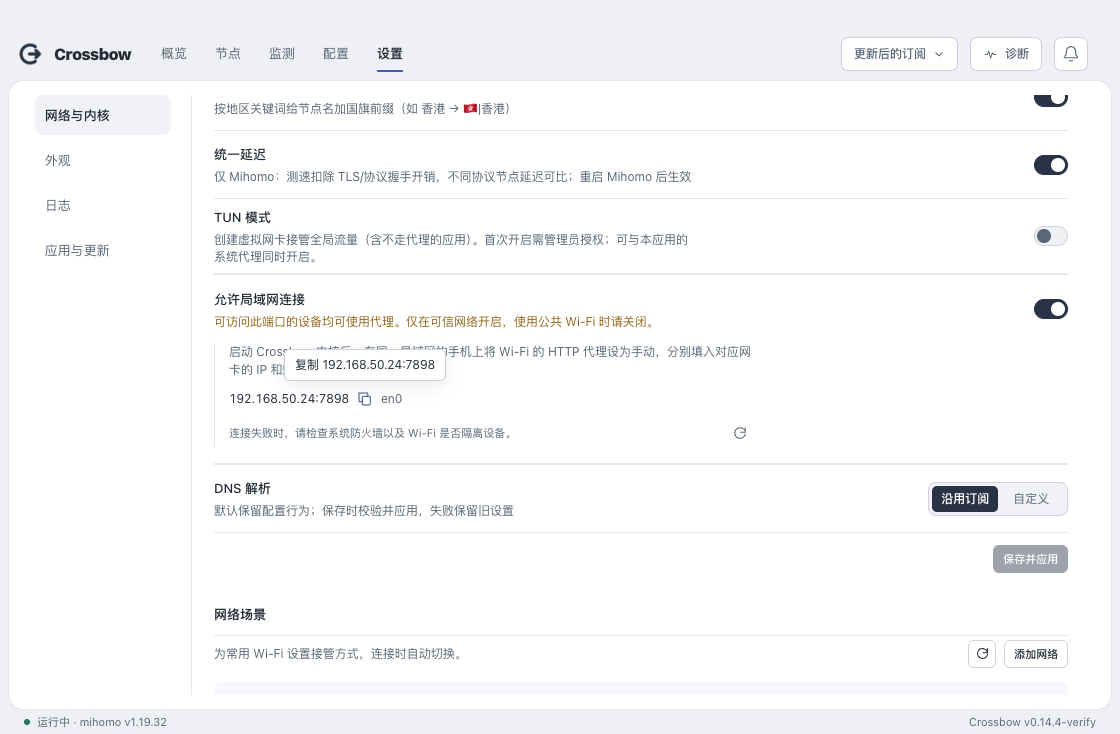 Crossbow
概览
节点
监测
配置
设置
更新后的订阅
诊断
网络与内核
外观
日志
应用与更新
按地区关键词给节点名加国旗前缀（如 香港 → 🇭🇰|香港）
统一延迟
仅 Mihomo：测速扣除 TLS/协议握手开销，不同协议节点延迟可比；重启 Mihomo 后生效
TUN 模式
创建虚拟网卡接管全局流量（含不走代理的应用）。首次开启需管理员授权；可与本应用的
系统代理同时开启。
允许局域网连接
可访问此端口的设备均可使用代理。仅在可信网络开启，使用公共 Wi-Fi 时请关闭。
启动 Cross 手机上将 Wi-Fi 的 HTTP 代理设为手动，分别填入对应网
卡的 IP 和
复制 192.168.50.24:7898
192.168.50.24:7898
en0
连接失败时，请检查系统防火墙以及 Wi-Fi 是否隔离设备。
DNS 解析
默认保留配置行为；保存时校验并应用，失败保留旧设置
沿用订阅
自定义
保存并应用
网络场景
为常用 Wi-Fi 设置接管方式，连接时自动切换。
添加网络
运行中 · mihomo v1.19.32
Crossbow v0.14.4-verify